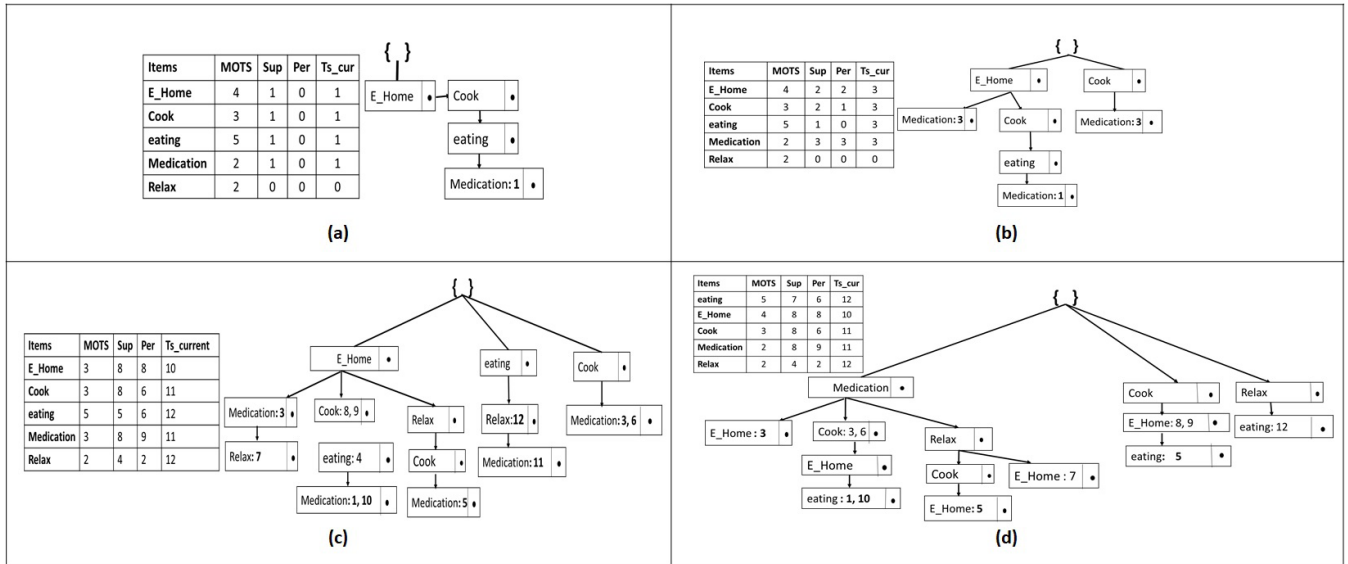 Items MOTS Sup Per Ts_cur
E_Home 4 1 0 1
Cook 3 1 0 1
eating 5 1 0 1
Medication 2 1 0 1
Relax 2 0 0 0
{ }
E_Home
Cook
eating
Medication: 1
(a)
Items MOTS Sup Per Ts_cur
E_Home 4 2 2 3
Cook 3 2 1 3
eating 5 1 0 3
Medication 2 3 3 3
Relax 2 0 0 0
{ }
E_Home
Cook
Medication: 3
Cook
Medication: 3
eating
Medication: 1
(b)
Items MOTS Sup Per Ts_current
E_Home 3 8 8 10
Cook 3 8 6 11
eating 5 5 6 12
Medication 3 8 9 11
Relax 2 4 2 12
{ }
E_Home
eating
Cook
Medication: 3
Cook: 8, 9
Relax
Relax:12
Medication: 3, 6
Relax: 7
eating: 4
Cook
Medication: 11
Medication: 1, 10
Medication: 5
(c)
Items MOTS Sup Per Ts_cur
eating 5 7 6 12
E_Home 4 8 8 10
Cook 3 8 6 11
Medication 2 8 9 11
Relax 2 4 2 12
{ }
Medication
Cook
Relax
E_Home : 3
Cook: 3, 6
Relax
E_Home: 8, 9
eating: 12
E_Home
Cook
E_Home : 7
eating: 5
eating : 1, 10
E_Home: 5
(d)